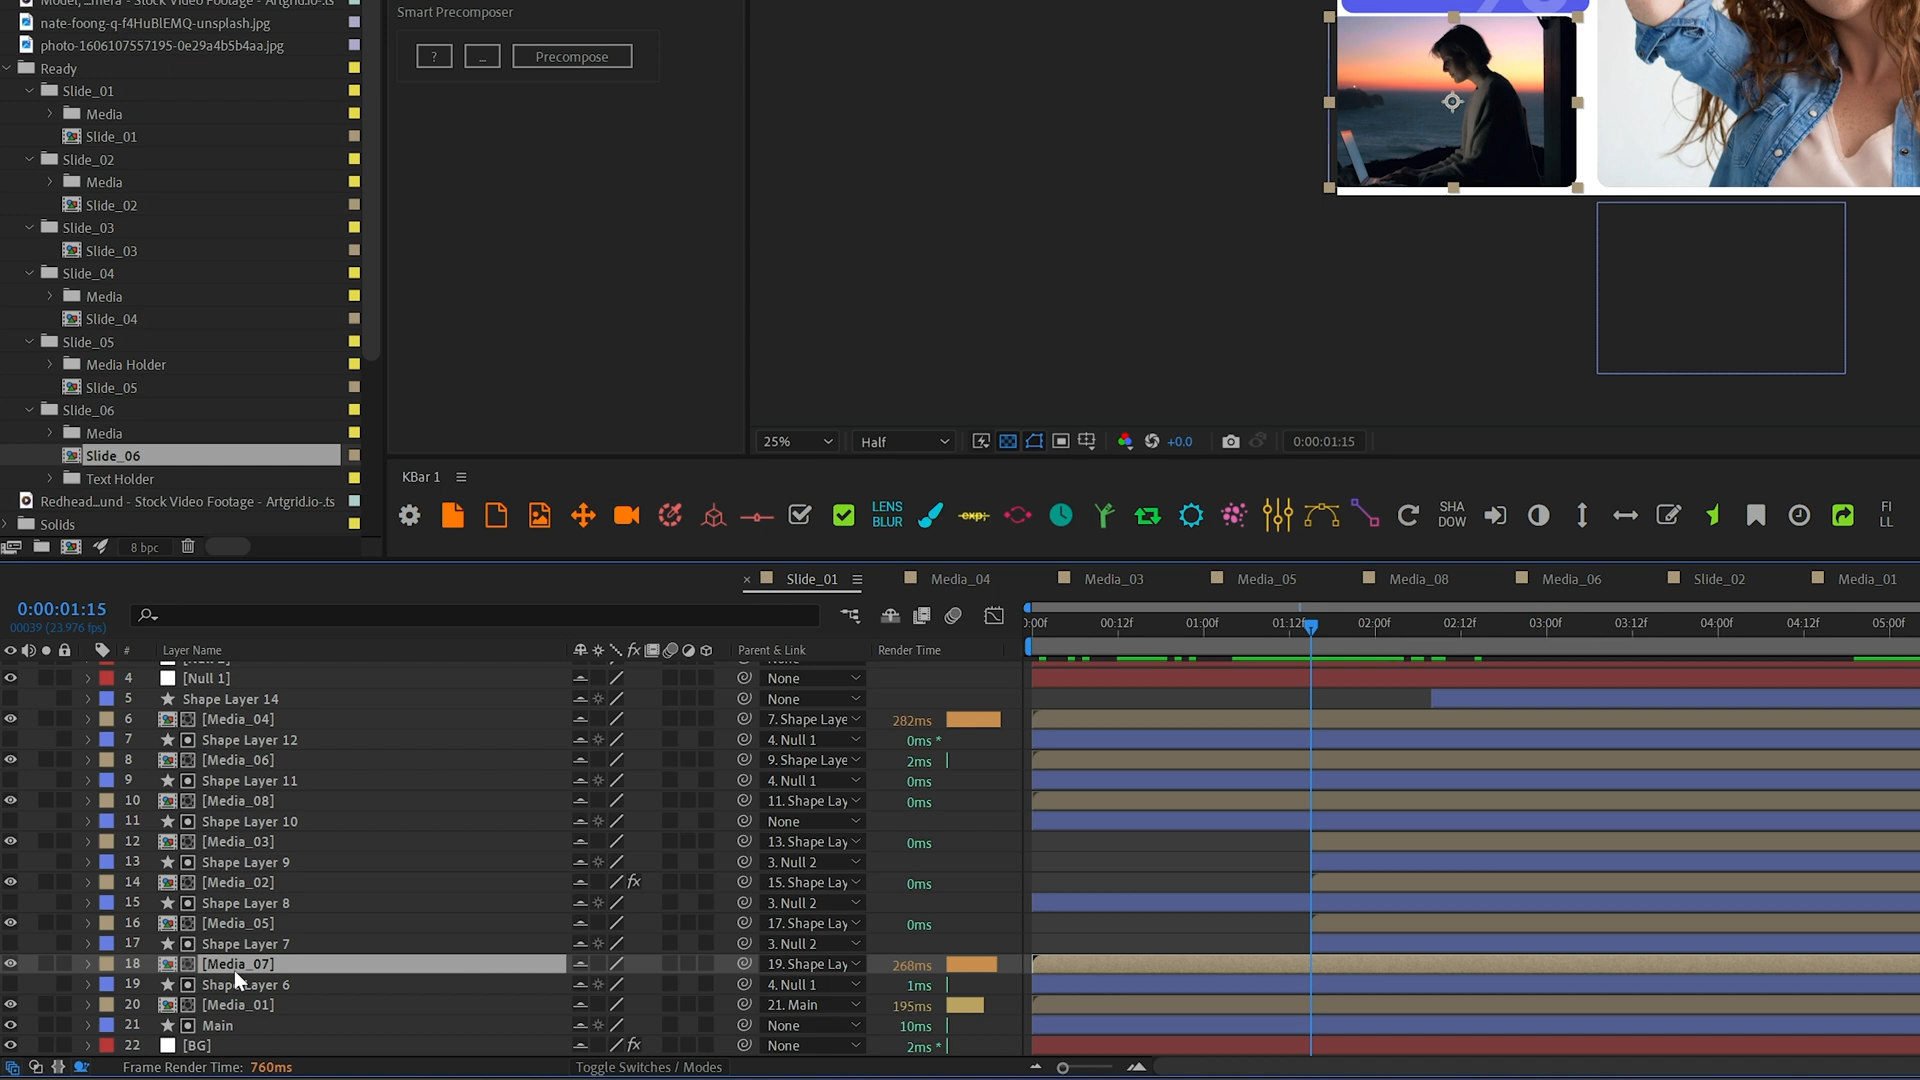 Model,...mera - Stock Video Footage - Artgrid.io-.ts
nate-foong-q-f4HuBlEMQ-unsplash.jpg
photo-1606107557195-0e29a4b5b4aa.jpg
Ready
Slide_01
Media
Slide_01
Slide_02
Media
Slide_02
Slide_03
Slide_03
Slide_04
Media
Slide_04
Slide_05
Media Holder
Slide_05
Slide_06
Media
Slide_06
Text Holder
Redhead...und - Stock Video Footage - Artgrid.io-.ts
Solids
8 bpc
Smart Precomposer
? ... Precompose
25% Half +0.0 0:00:01:15
KBar 1
LENS BLUR -exp- SHA DOW FI LL
× Slide_01 Media_04 Media_03 Media_05 Media_08 Media_06 Slide_02 Media_01
0:00:01:15
00039 (23.976 fps)
:00f 00:12f 01:00f 01:12f 02:00f 02:12f 03:00f 03:12f 04:00f 04:12f 05:00f
# Layer Name fx Parent & Link Render Time
4 [Null 1] None
5 Shape Layer 14 None
6 [Media_04] 7. Shape Laye 282ms
7 Shape Layer 12 4. Null 1 0ms *
8 [Media_06] 9. Shape Laye 2ms
9 Shape Layer 11 4. Null 1 0ms
10 [Media_08] 11. Shape Lay 0ms
11 Shape Layer 10 None
12 [Media_03] 13. Shape Lay 0ms
13 Shape Layer 9 3. Null 2
14 [Media_02] fx 15. Shape Lay 0ms
15 Shape Layer 8 3. Null 2
16 [Media_05] 17. Shape Lay 0ms
17 Shape Layer 7 3. Null 2
18 [Media_07] 19. Shape Lay 268ms
19 Shape Layer 6 4. Null 1 1ms
20 [Media_01] 21. Main 195ms
21 Main None 10ms
22 [BG] fx None 2ms *
Frame Render Time: 760ms Toggle Switches / Modes